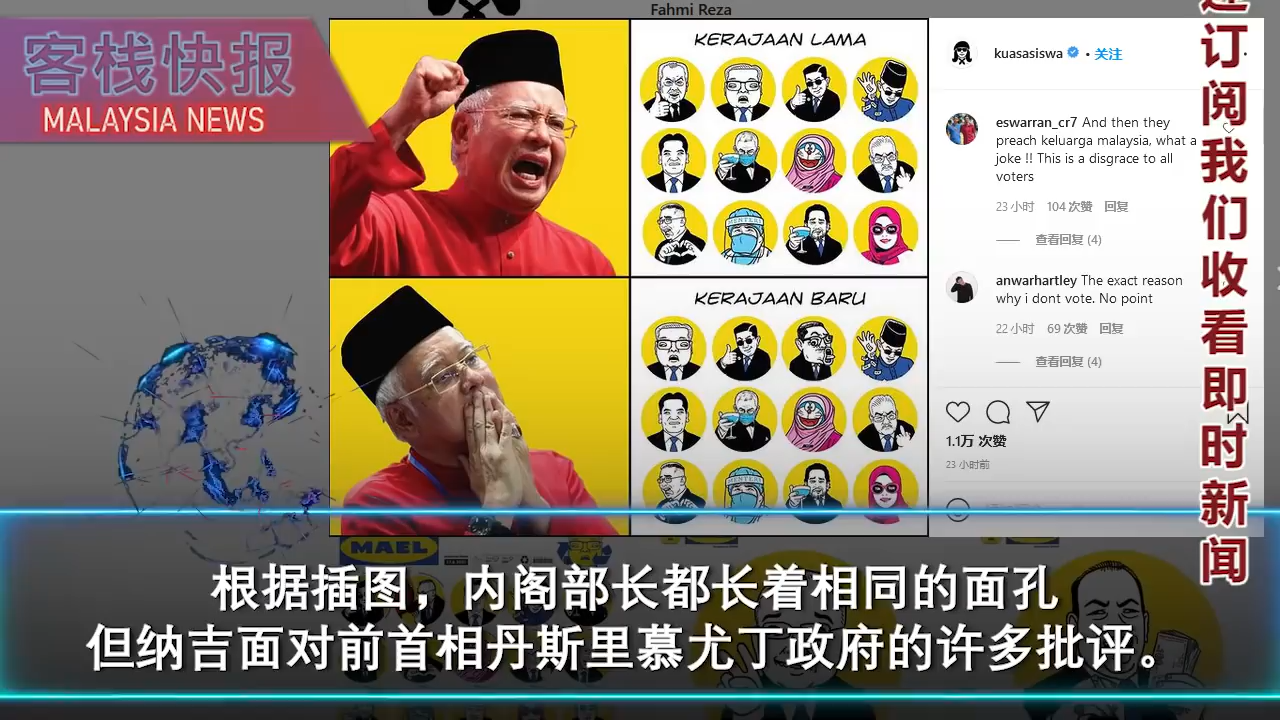 Fahmi Reza
客栈快报
MALAYSIA NEWS
KERAJAAN LAMA
MENTERI
KERAJAAN BARU
MENTERI
kuasasiswa • 关注
eswarran_cr7 And then they
preach keluarga malaysia, what a
joke !! This is a disgrace to all
voters
23 小时 104 次赞 回复
查看回复 (4)
anwarhartley The exact reason
why i dont vote. No point
22 小时 69 次赞 回复
查看回复 (4)
1.1万 次赞
23 小时前
订阅我们收看即时新闻
MAEL
根据插图，内阁部长都长着相同的面孔
但纳吉面对前首相丹斯里慕尤丁政府的许多批评。